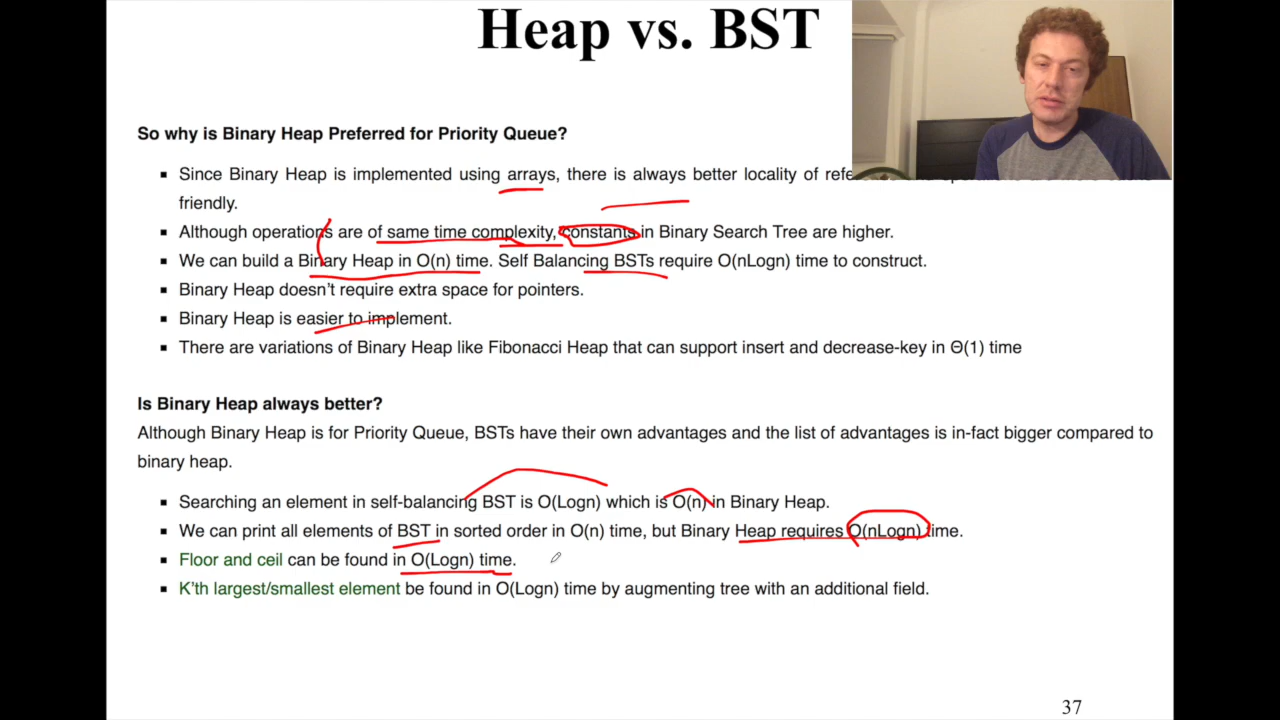 Heap vs. BST
So why is Binary Heap Preferred for Priority Queue?
▪ Since Binary Heap is implemented using arrays, there is always better locality of
friendly.
▪ Although operations are of same time complexity, constants in Binary Search Tree are higher.
▪ We can build a Binary Heap in O(n) time. Self Balancing BSTs require O(nLogn) time to construct.
▪ Binary Heap doesn't require extra space for pointers.
▪ Binary Heap is easier to implement.
▪ There are variations of Binary Heap like Fibonacci Heap that can support insert and decrease-key in Θ(1) time
Is Binary Heap always better?
Although Binary Heap is for Priority Queue, BSTs have their own advantages and the list of advantages is in-fact bigger compared to
binary heap.
▪ Searching an element in self-balancing BST is O(Logn) which is O(n) in Binary Heap.
▪ We can print all elements of BST in sorted order in O(n) time, but Binary Heap requires O(nLogn) time.
▪ Floor and ceil can be found in O(Logn) time.
▪ K'th largest/smallest element be found in O(Logn) time by augmenting tree with an additional field.
37